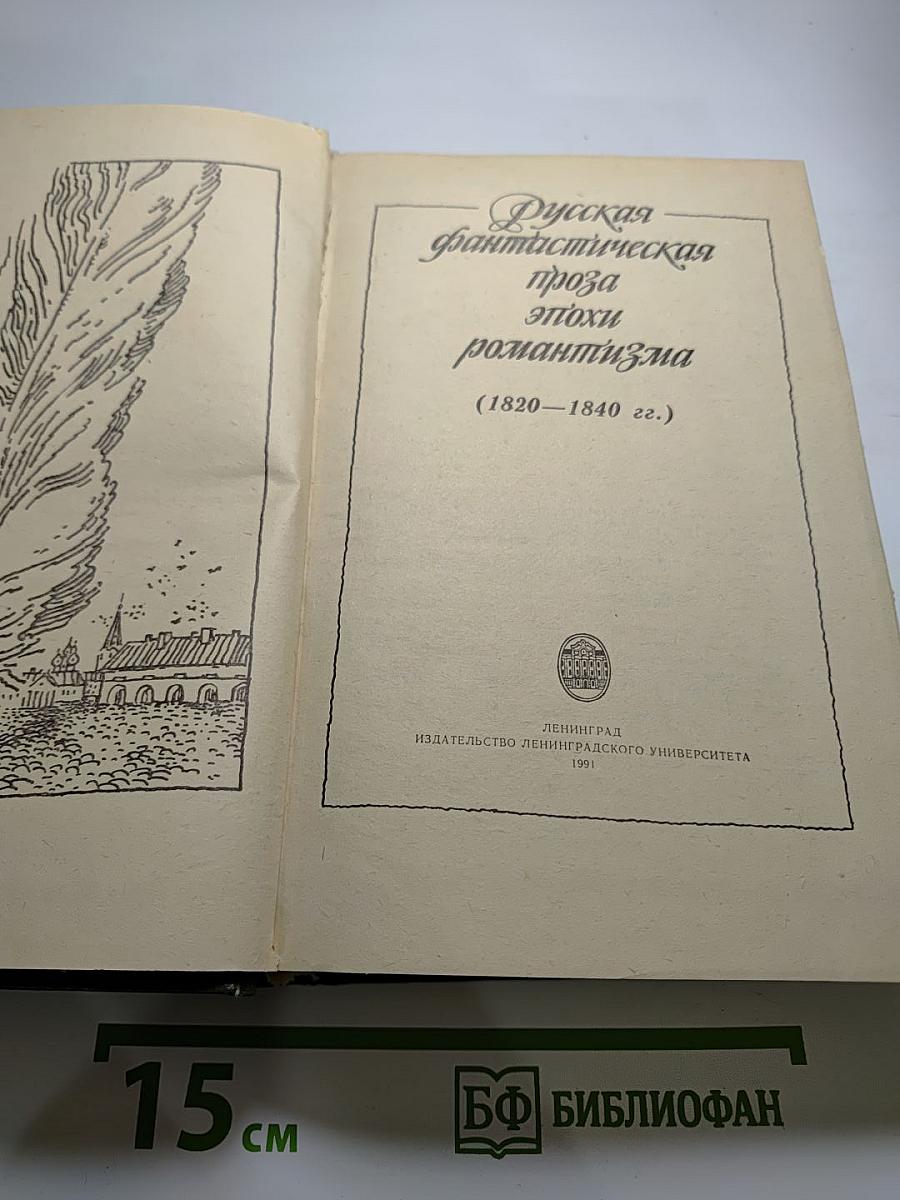 Русская
фантастическая
проза
эпохи
романтизма
(1820—1840 гг.)
ЛЕНИНГРАД
ИЗДАТЕЛЬСТВО ЛЕНИНГРАДСКОГО УНИВЕРСИТЕТА
1991
15 см
БФ БИБЛИОФАН